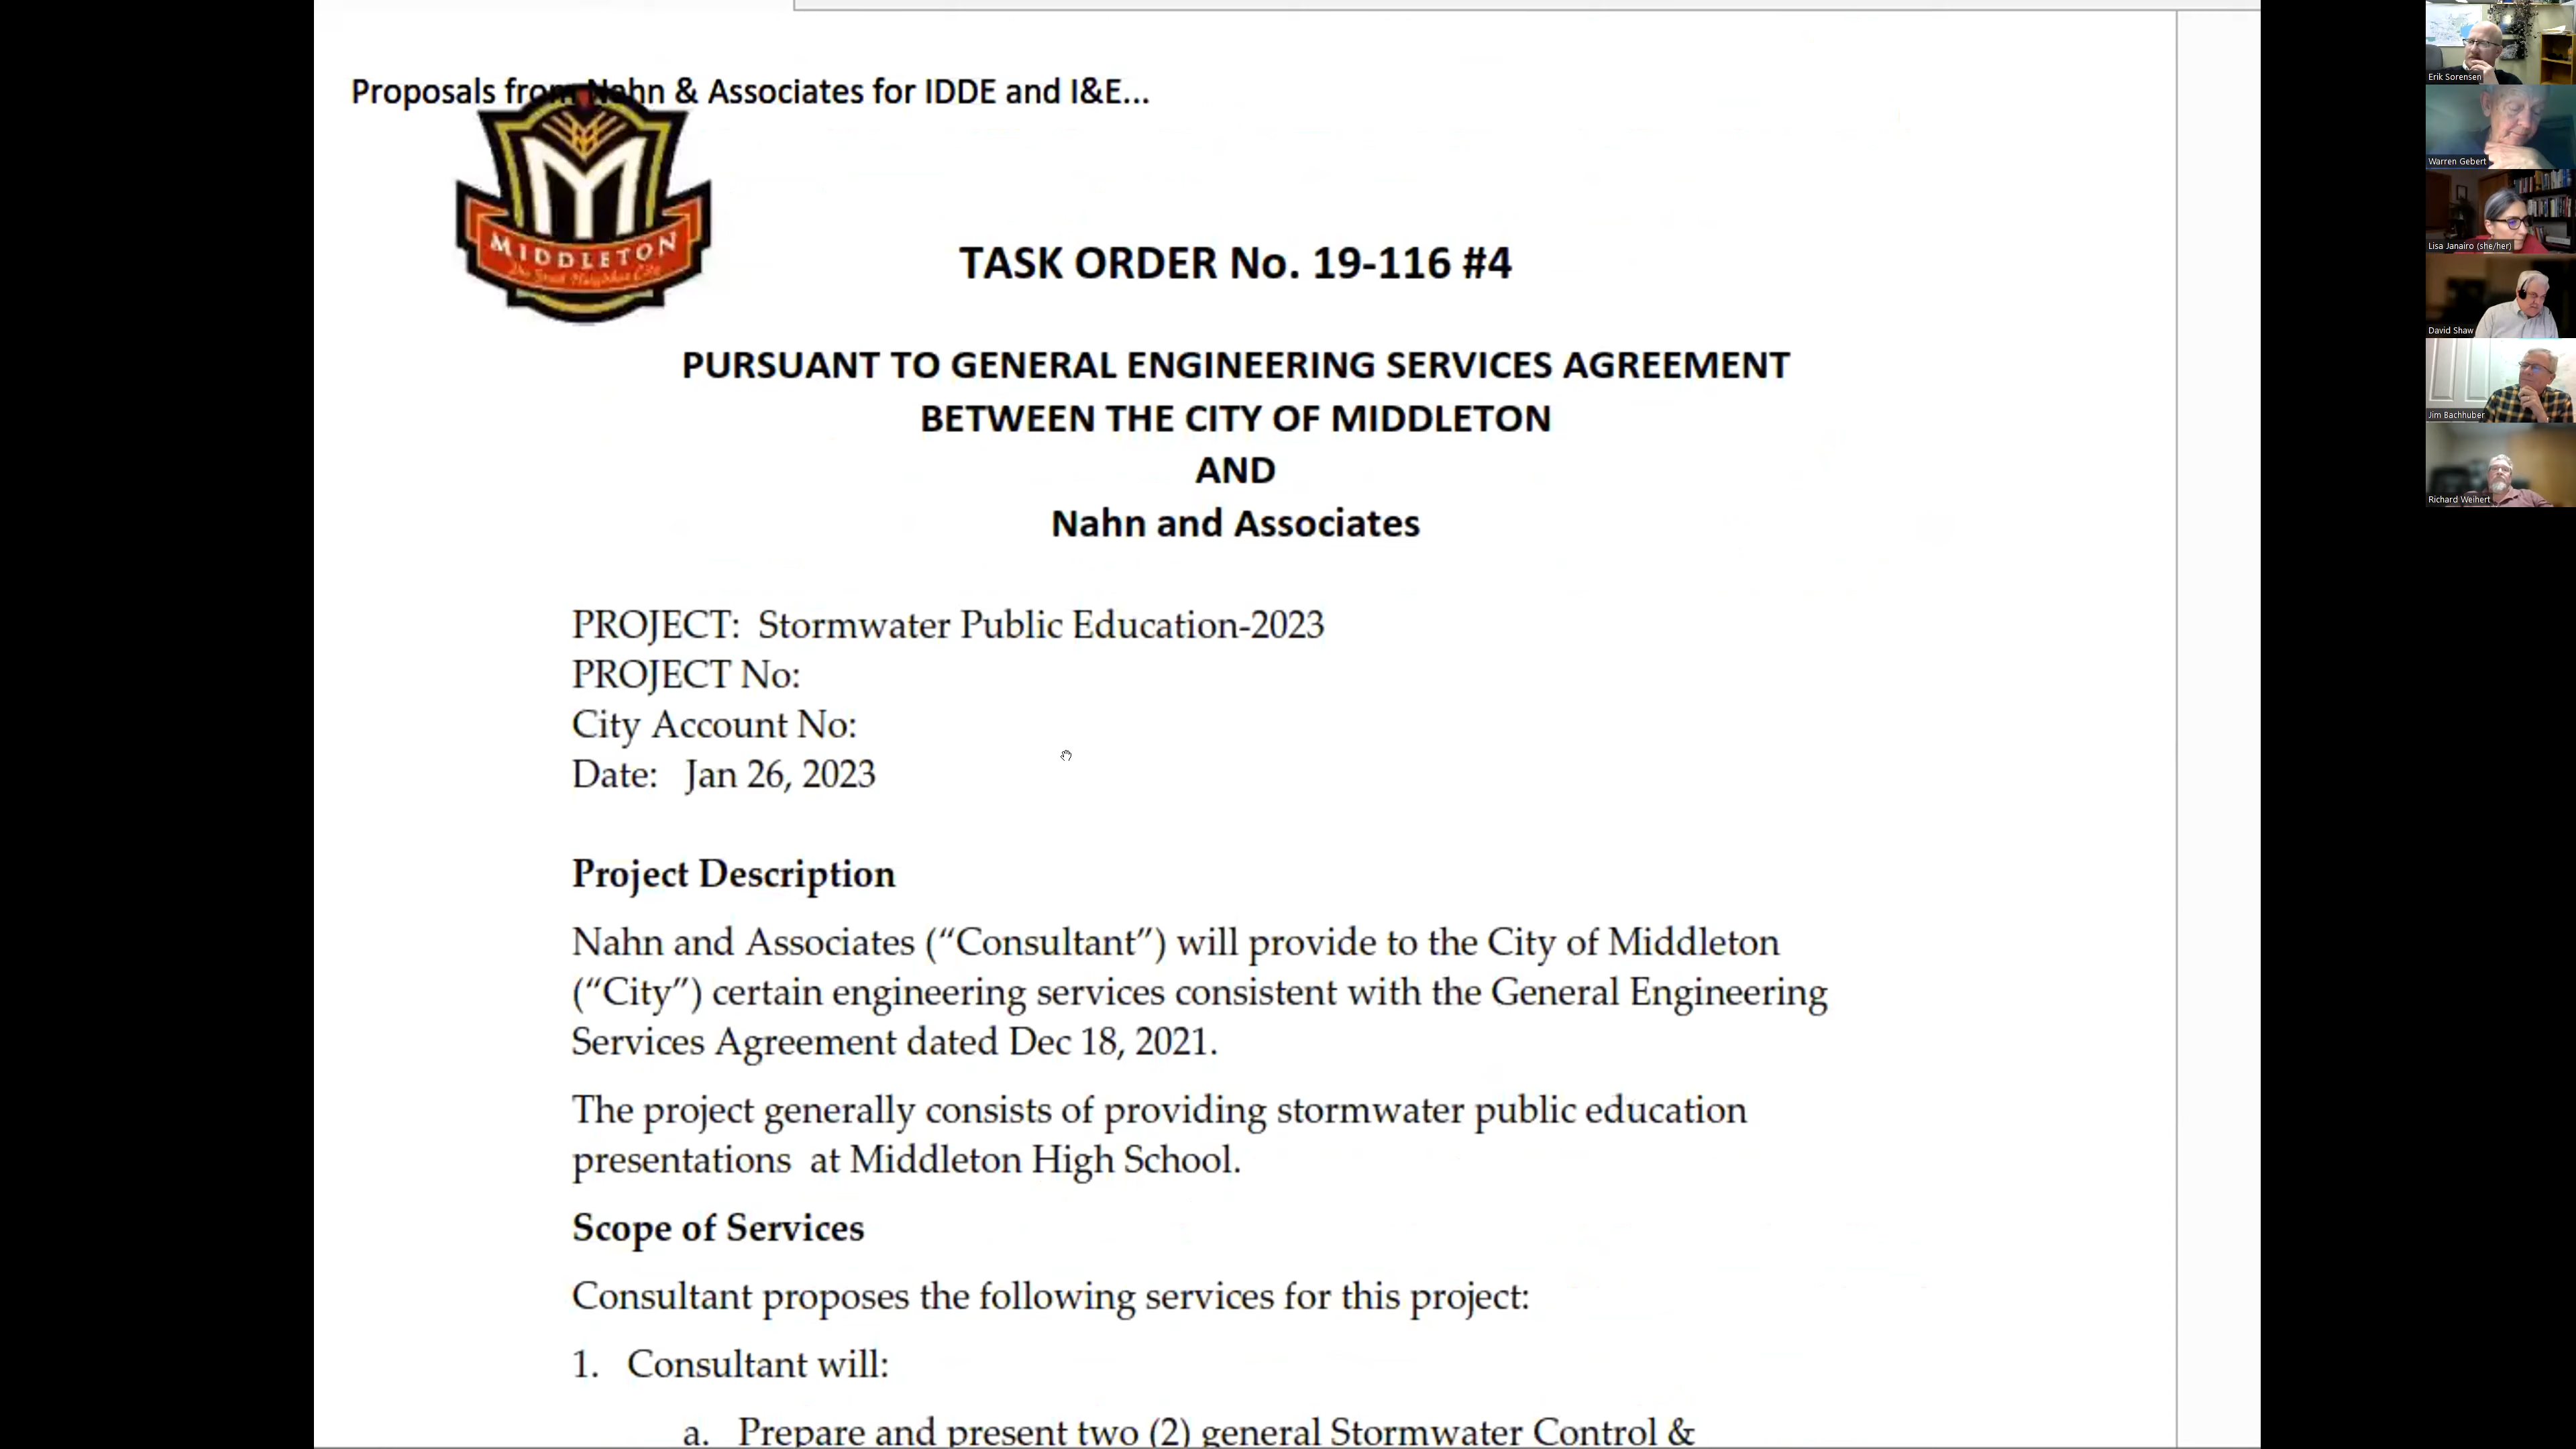 Proposals from Nahn & Associates for IDDE and I&E...
MIDDLETON
The Good Neighbor City
TASK ORDER No. 19-116 #4
PURSUANT TO GENERAL ENGINEERING SERVICES AGREEMENT
BETWEEN THE CITY OF MIDDLETON
AND
Nahn and Associates
PROJECT: Stormwater Public Education-2023
PROJECT No:
City Account No:
Date: Jan 26, 2023
Project Description
Nahn and Associates (“Consultant”) will provide to the City of Middleton
(“City”) certain engineering services consistent with the General Engineering
Services Agreement dated Dec 18, 2021.
The project generally consists of providing stormwater public education
presentations at Middleton High School.
Scope of Services
Consultant proposes the following services for this project:
1. Consultant will:
a. Prepare and present two (2) general Stormwater Control &
Erik Sorensen
Warren Gebert
Lisa Janairo (she/her)
David Shaw
Jim Bachhuber
Richard Weihert